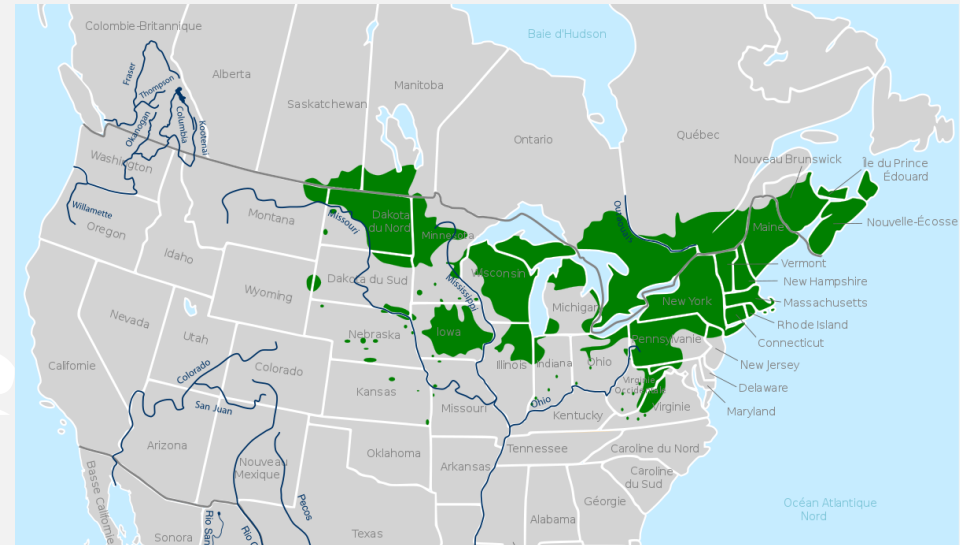 Colombie-Britannique
Baie d'Hudson
Alberta
Fraser
Thompson
Manitoba
Saskatchewan
Okanogan
Columbia
Kootenai
Ontario
Québec
Washington
Nouveau Brunswick
Île du Prince
Édouard
Willamette
Oregon
Montana
Missouri
Dakota
du Nord
Minnesota
Outaouais
Maine
Nouvelle-Écosse
Idaho
Wyoming
Dakota du Sud
Wisconsin
Mississippi
Vermont
New Hampshire
Michigan
New York
Massachusetts
Rhode Island
Connecticut
Nevada
Utah
Nebraska
Iowa
Pennsylvanie
Californie
Colorado
Colorado
Illinois
Indiana
Ohio
New Jersey
Virginie
Occidentale
Delaware
Kansas
San Juan
Missouri
Ohio
Kentucky
Virginie
Maryland
Arizona
Nouveau
Mexique
Oklahoma
Tennessee
Caroline du Nord
Arkansas
Caroline
du Sud
Basse Californie
Pecos
Géorgie
Océan Atlantique
Nord
Alabama
Texas
Sonora
Rio San
Rio